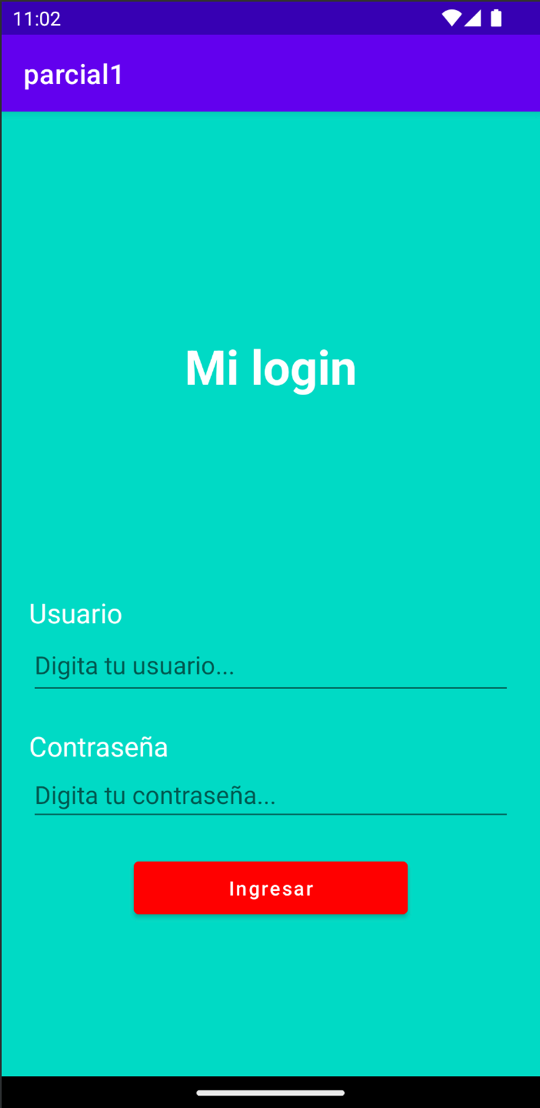 11:02
parcial1
Mi login
Usuario
Digita tu usuario...
Contraseña
Digita tu contraseña...
Ingresar